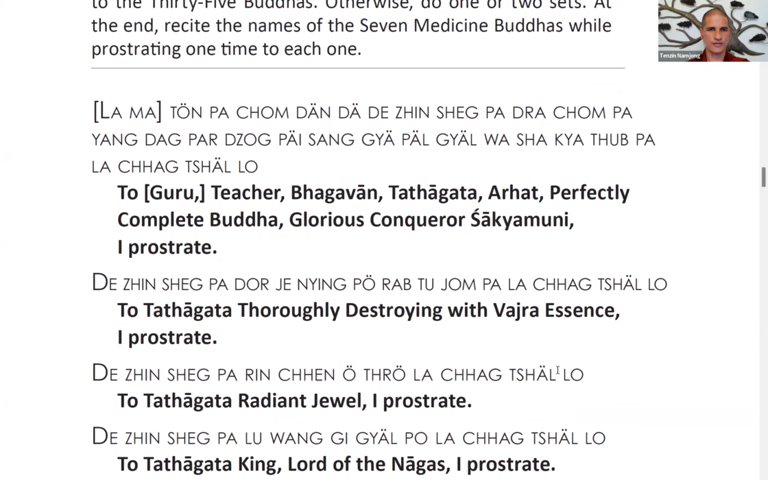 to the Thirty-Five Buddhas. Otherwise, do one or two sets. At
the end, recite the names of the Seven Medicine Buddhas while
prostrating one time to each one.
[LA MA] TÖN PA CHOM DÄN DÄ DE ZHIN SHEG PA DRA CHOM PA
YANG DAG PAR DZOG PÄI SANG GYÄ PÄL GYÄL WA SHA KYA THUB PA
LA CHHAG TSHÄL LO
To [Guru,] Teacher, Bhagavān, Tathāgata, Arhat, Perfectly
Complete Buddha, Glorious Conqueror Śākyamuni,
I prostrate.
DE ZHIN SHEG PA DOR JE NYING PÖ RAB TU JOM PA LA CHHAG TSHÄL LO
To Tathāgata Thoroughly Destroying with Vajra Essence,
I prostrate.
DE ZHIN SHEG PA RIN CHHEN Ö THRÖ LA CHHAG TSHÄL LO
To Tathāgata Radiant Jewel, I prostrate.
DE ZHIN SHEG PA LU WANG GI GYÄL PO LA CHHAG TSHÄL LO
To Tathāgata King, Lord of the Nāgas, I prostrate.
Tenzin Namjong